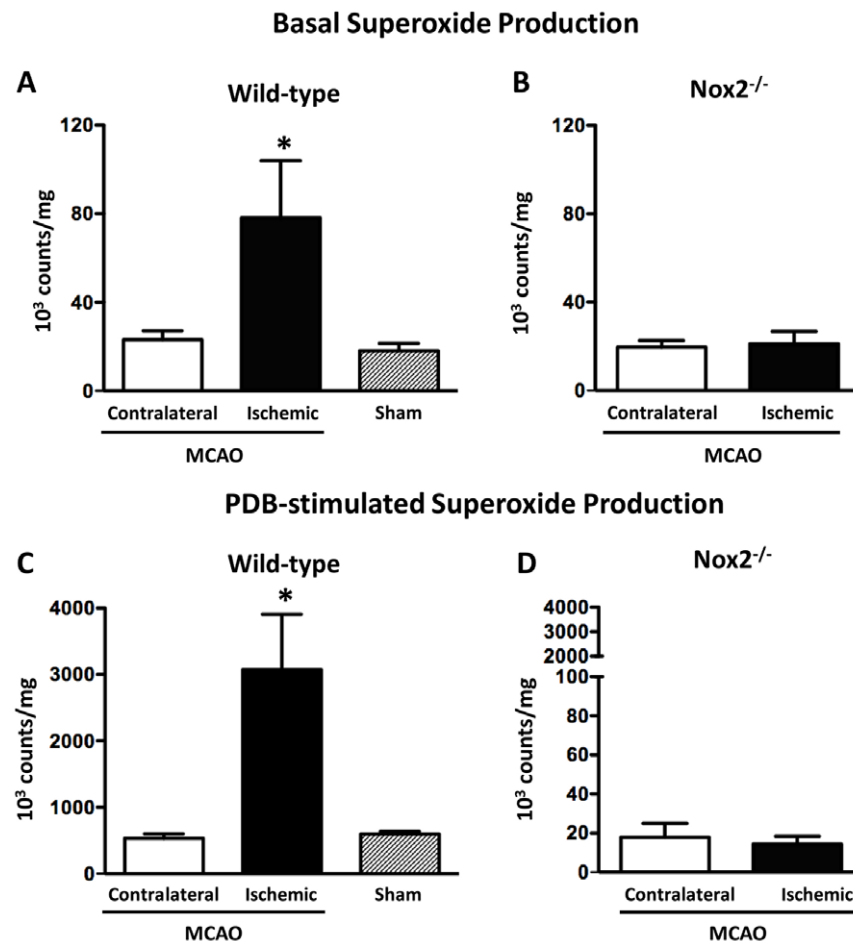 Basal Superoxide Production
A
Wild-type
*
120
80
40
0
10³ counts/mg
Contralateral Ischemic Sham
MCAO
B
Nox2⁻/⁻
120
80
40
0
10³ counts/mg
Contralateral Ischemic
MCAO
PDB-stimulated Superoxide Production
C
Wild-type
*
4000
3000
2000
1000
0
10³ counts/mg
Contralateral Ischemic Sham
MCAO
D
Nox2⁻/⁻
4000
3000
2000
100
80
60
40
20
0
10³ counts/mg
Contralateral Ischemic
MCAO